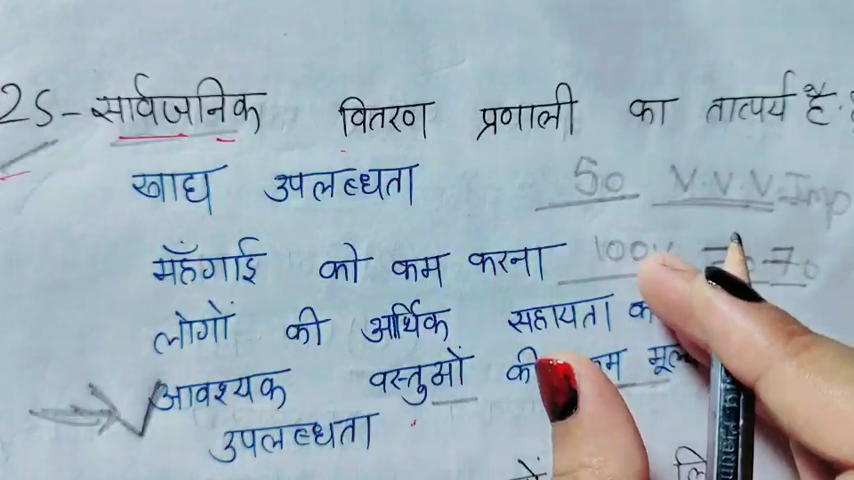 25- सार्वजनिक वितरण प्रणाली का तात्पर्य है
खाद्य उपलब्धता 50 V.V.V.Imp
महँगाई को कम करना 100%
लोगों की आर्थिक सहायता
आवश्यक वस्तुओं की
उपलब्धता